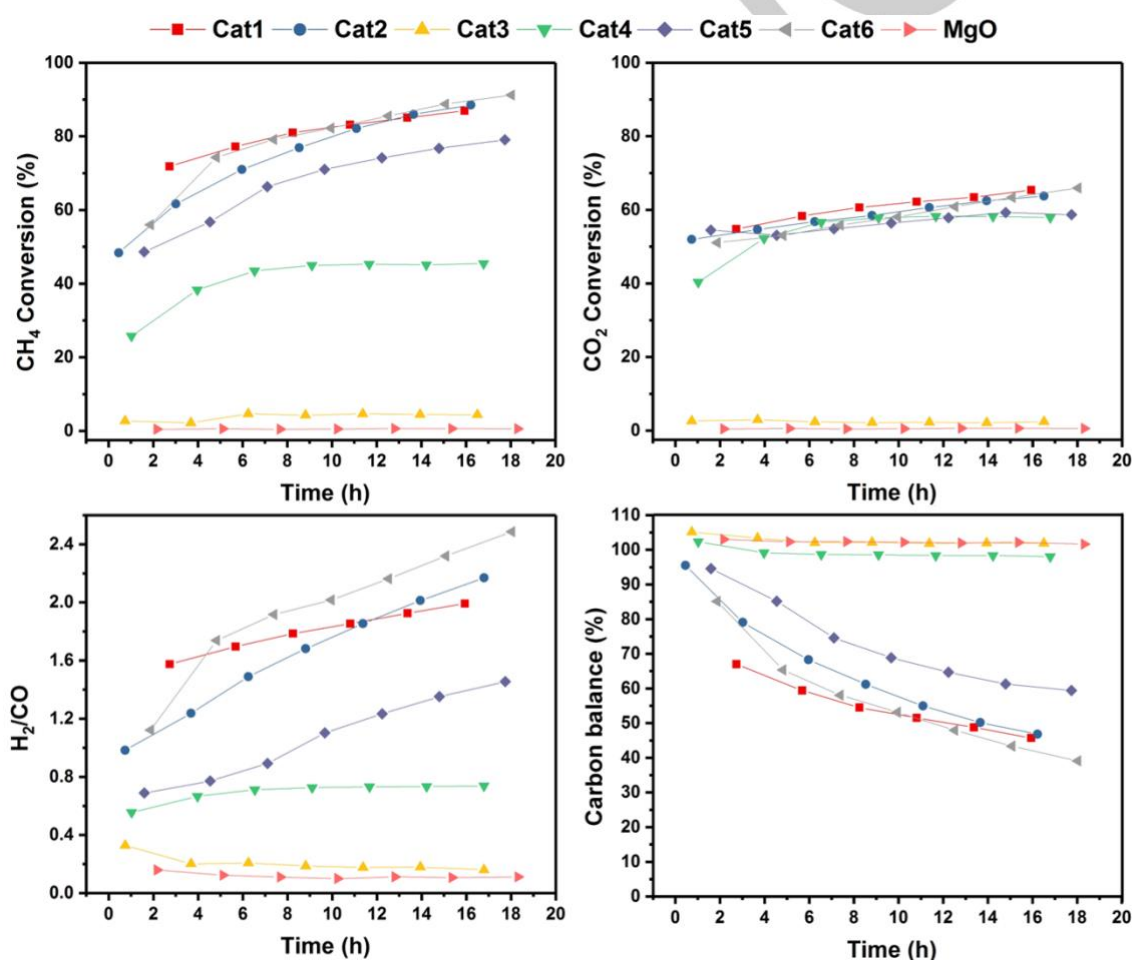 Cat1 Cat2 Cat3 Cat4 Cat5 Cat6 MgO
100
80
60
40
20
0
CH₄ Conversion (%)
0 2 4 6 8 10 12 14 16 18 20
Time (h)
100
80
60
40
20
0
CO₂ Conversion (%)
0 2 4 6 8 10 12 14 16 18 20
Time (h)
2.4
2.0
1.6
1.2
0.8
0.4
0.0
H₂/CO
0 2 4 6 8 10 12 14 16 18 20
Time (h)
110
100
90
80
70
60
50
40
30
20
10
0
Carbon balance (%)
0 2 4 6 8 10 12 14 16 18 20
Time (h)